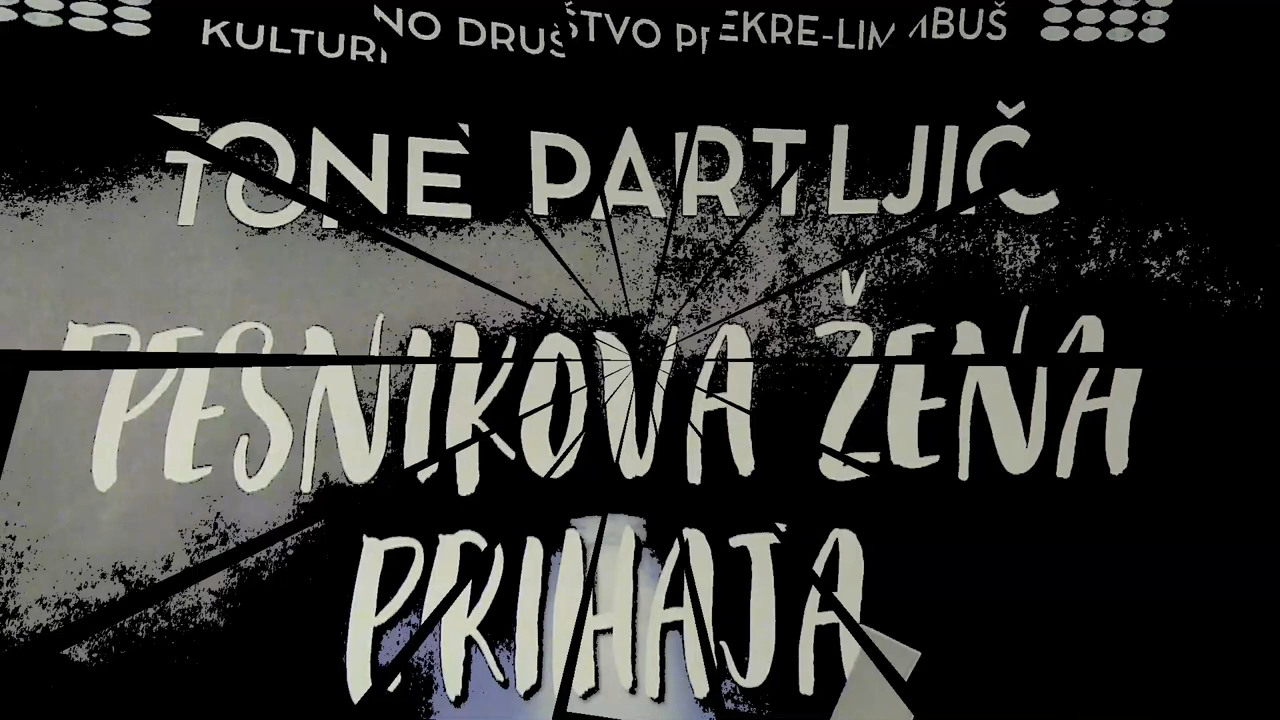 KULTURNO DRUŠTVO PEKRE-LIMBUŠ
TONE PARTLJIČ
PESNIKOVA ŽENA
PRIHAJA